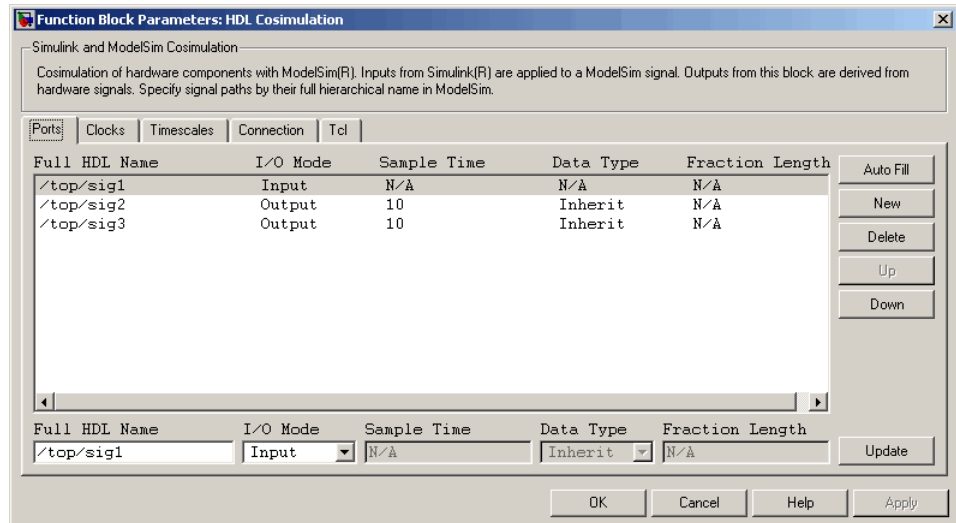 Function Block Parameters: HDL Cosimulation
Simulink and ModelSim Cosimulation
Cosimulation of hardware components with ModelSim(R). Inputs from Simulink(R) are applied to a ModelSim signal. Outputs from this block are derived from
hardware signals. Specify signal paths by their full hierarchical name in ModelSim.
Ports Clocks Timescales Connection Tcl
Full HDL Name I/O Mode Sample Time Data Type Fraction Length Auto Fill
/top/sig1 Input N/A N/A N/A
/top/sig2 Output 10 Inherit N/A New
/top/sig3 Output 10 Inherit N/A
Delete
Up
Down
Full HDL Name I/O Mode Sample Time Data Type Fraction Length
/top/sig1 Input N/A Inherit N/A Update
OK Cancel Help Apply